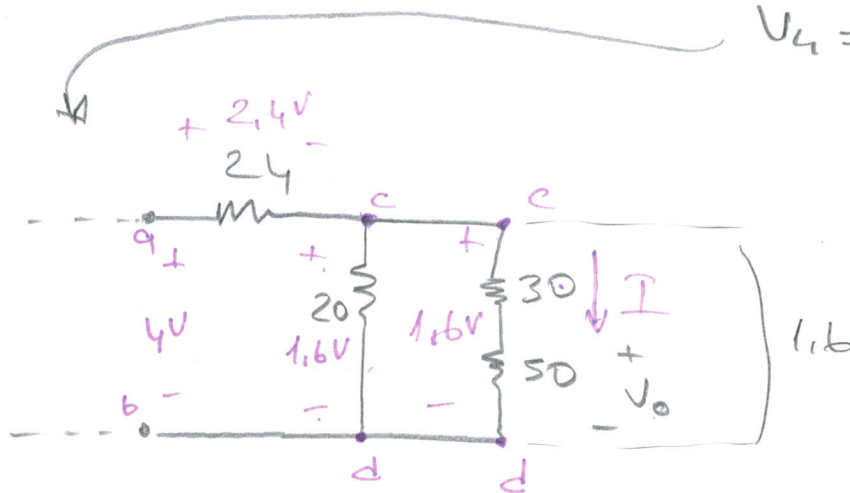 V₄ =
+ 2,4V -
24
c c
a + + +
30 I
20
4V 1,6V 1,6V 1,6
50 +
V₀
b - - - -
d d